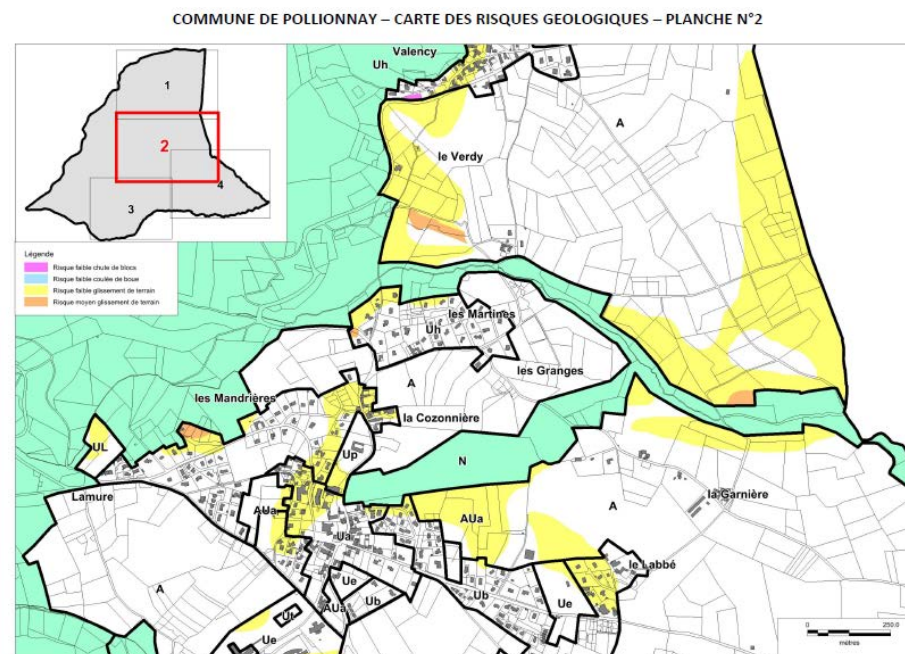 COMMUNE DE POLLIONNAY – CARTE DES RISQUES GEOLOGIQUES – PLANCHE N°2
Valency
Uh
1
A
2
le Verdy
4
3
Légende
Risque faible chute de blocs
Risque faible coulée de boue
Risque faible glissement de terrain
Risque moyen glissement de terrain
les Martines
Uh
les Granges
A
les Mandrières
la Cozonnière
UL
Up
N
Lamure
la Garnière
AUa
AUa
A
Ua
le Labbé
Ue
A
Ub
Ub
Ue
AUa
Ut
Ue
0
250.0
mètres